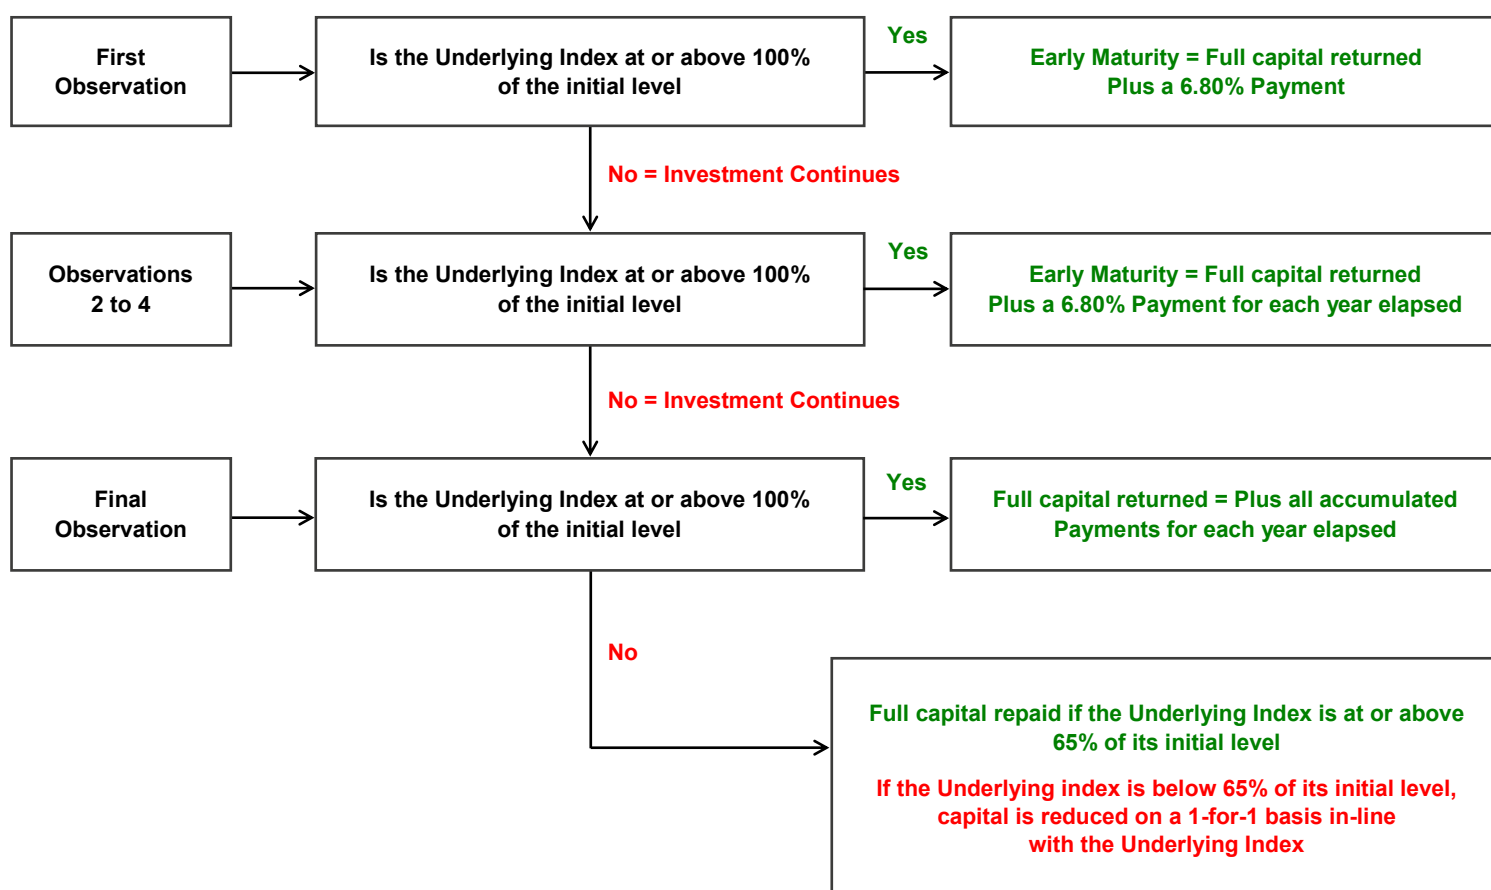 First
Observation
Is the Underlying Index at or above 100%
of the initial level
Yes
Early Maturity = Full capital returned
Plus a 6.80% Payment
No = Investment Continues
Observations
2 to 4
Is the Underlying Index at or above 100%
of the initial level
Yes
Early Maturity = Full capital returned
Plus a 6.80% Payment for each year elapsed
No = Investment Continues
Final
Observation
Is the Underlying Index at or above 100%
of the initial level
Yes
Full capital returned = Plus all accumulated
Payments for each year elapsed
No
Full capital repaid if the Underlying Index is at or above
65% of its initial level
If the Underlying index is below 65% of its initial level,
capital is reduced on a 1-for-1 basis in-line
with the Underlying Index